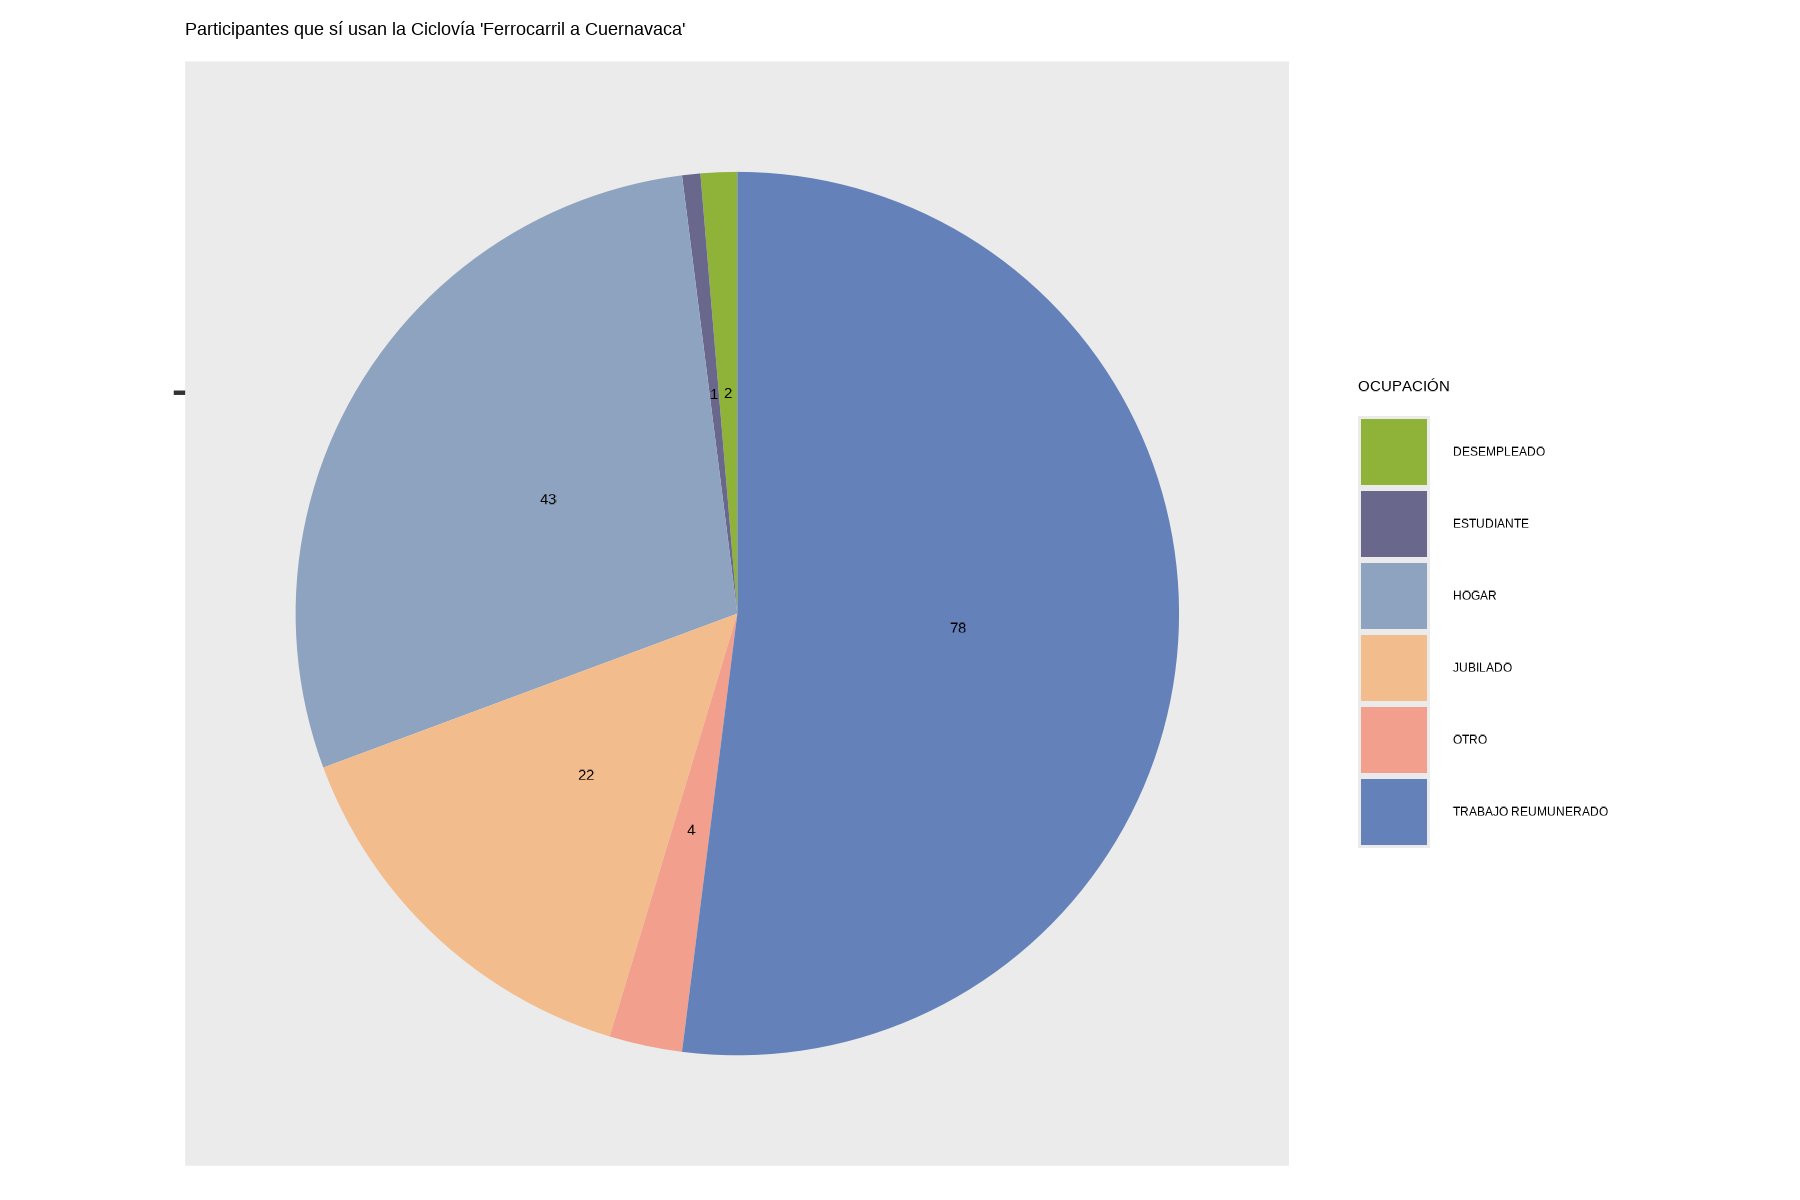 Participantes que sí usan la Ciclovía 'Ferrocarril a Cuernavaca'
1
2
43
78
22
4
OCUPACIÓN
DESEMPLEADO
ESTUDIANTE
HOGAR
JUBILADO
OTRO
TRABAJO REUMUNERADO